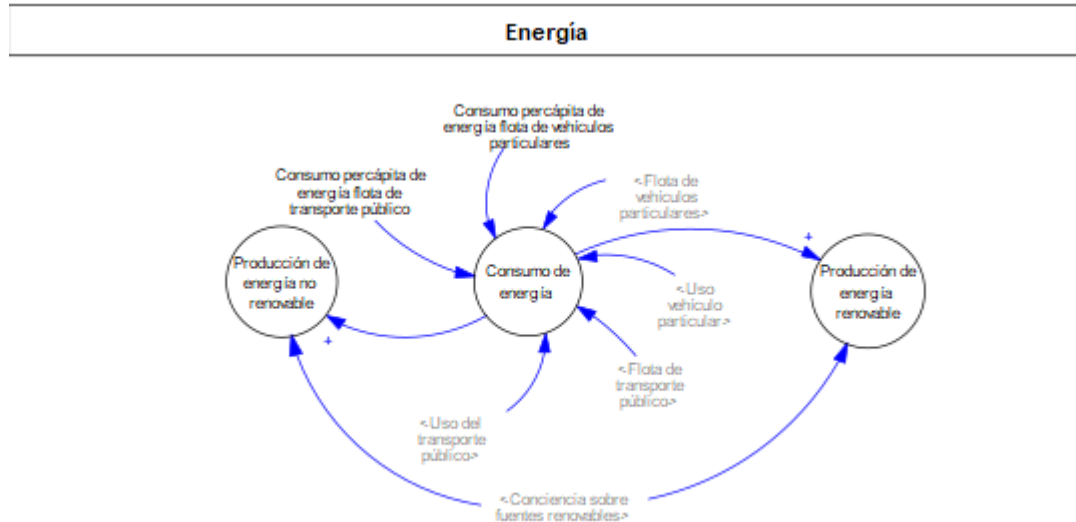 Energía
Consumo percápita de
energía flota de vehículos
particulares
Consumo percápita de
energía flota de
transporte público
<Flota de
vehículos
particulares>
+
Producción de
energía no
renovable
Consumo de
energía
Producción de
energía
renovable
<Uso
vehículo
particular>
+
<Flota de
transporte
público>
<Uso del
transporte
público>
<Conciencia sobre
fuentes renovables>